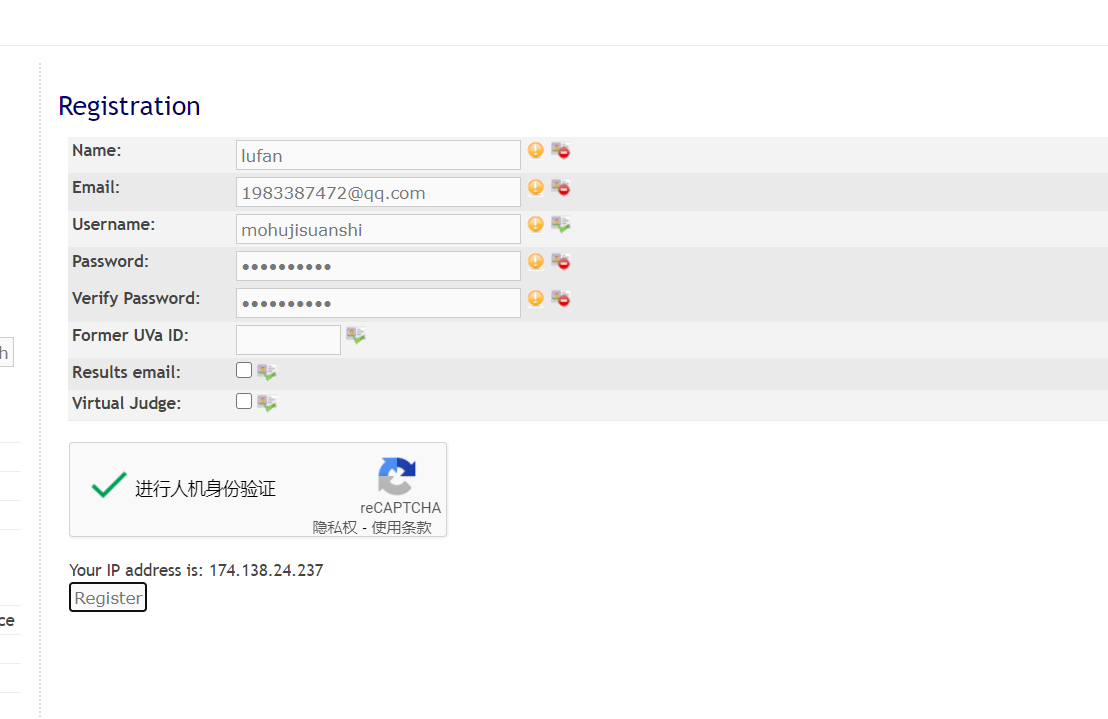 Registration
Name: lufan
Email: 1983387472@qq.com
Username: mohujisuanshi
Password: ••••••••••
Verify Password: ••••••••••
Former UVa ID:
h
Results email:
Virtual Judge:
进行人机身份验证
reCAPTCHA
隐私权 - 使用条款
Your IP address is: 174.138.24.237
Register
ce